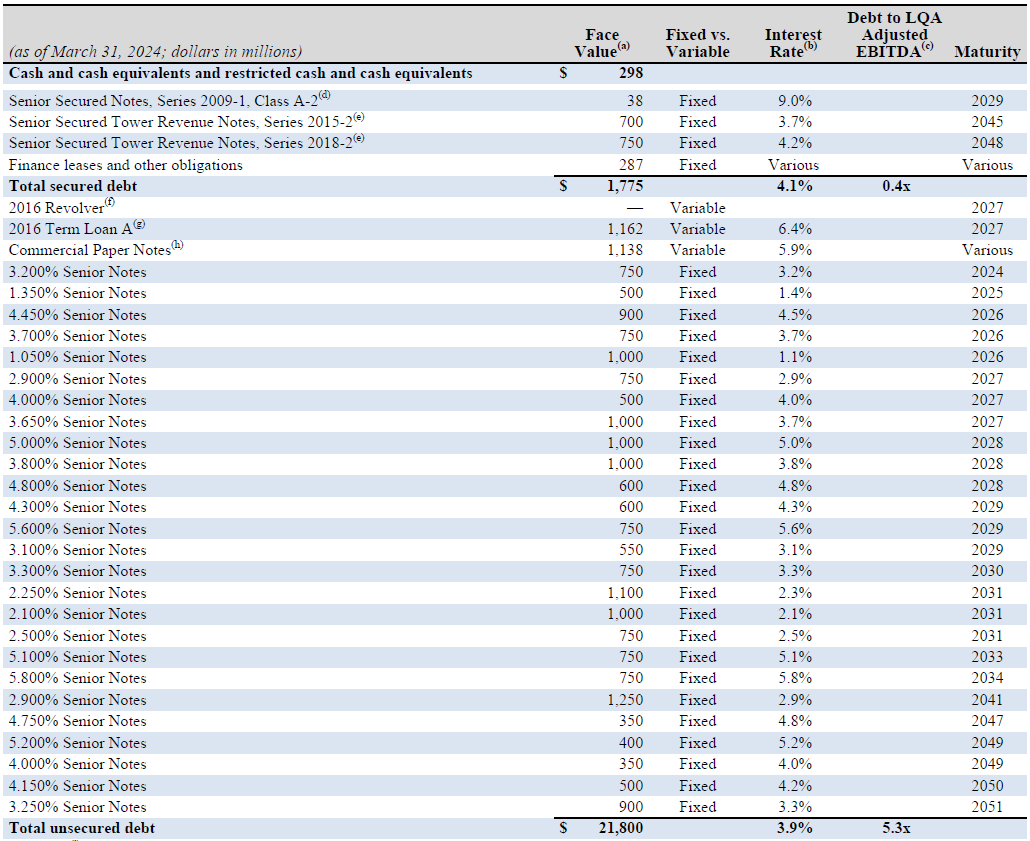 (as of March 31, 2024; dollars in millions) Face Value(a) Fixed vs. Variable Interest Rate(b) Debt to LQA Adjusted EBITDA(c) Maturity
Cash and cash equivalents and restricted cash and cash equivalents $ 298
Senior Secured Notes, Series 2009-1, Class A-2(d) 38 Fixed 9.0% 2029
Senior Secured Tower Revenue Notes, Series 2015-2(e) 700 Fixed 3.7% 2045
Senior Secured Tower Revenue Notes, Series 2018-2(e) 750 Fixed 4.2% 2048
Finance leases and other obligations 287 Fixed Various Various
Total secured debt $ 1,775 4.1% 0.4x
2016 Revolver(f) — Variable 2027
2016 Term Loan A(g) 1,162 Variable 6.4% 2027
Commercial Paper Notes(h) 1,138 Variable 5.9% Various
3.200% Senior Notes 750 Fixed 3.2% 2024
1.350% Senior Notes 500 Fixed 1.4% 2025
4.450% Senior Notes 900 Fixed 4.5% 2026
3.700% Senior Notes 750 Fixed 3.7% 2026
1.050% Senior Notes 1,000 Fixed 1.1% 2026
2.900% Senior Notes 750 Fixed 2.9% 2027
4.000% Senior Notes 500 Fixed 4.0% 2027
3.650% Senior Notes 1,000 Fixed 3.7% 2027
5.000% Senior Notes 1,000 Fixed 5.0% 2028
3.800% Senior Notes 1,000 Fixed 3.8% 2028
4.800% Senior Notes 600 Fixed 4.8% 2028
4.300% Senior Notes 600 Fixed 4.3% 2029
5.600% Senior Notes 750 Fixed 5.6% 2029
3.100% Senior Notes 550 Fixed 3.1% 2029
3.300% Senior Notes 750 Fixed 3.3% 2030
2.250% Senior Notes 1,100 Fixed 2.3% 2031
2.100% Senior Notes 1,000 Fixed 2.1% 2031
2.500% Senior Notes 750 Fixed 2.5% 2031
5.100% Senior Notes 750 Fixed 5.1% 2033
5.800% Senior Notes 750 Fixed 5.8% 2034
2.900% Senior Notes 1,250 Fixed 2.9% 2041
4.750% Senior Notes 350 Fixed 4.8% 2047
5.200% Senior Notes 400 Fixed 5.2% 2049
4.000% Senior Notes 350 Fixed 4.0% 2049
4.150% Senior Notes 500 Fixed 4.2% 2050
3.250% Senior Notes 900 Fixed 3.3% 2051
Total unsecured debt $ 21,800 3.9% 5.3x